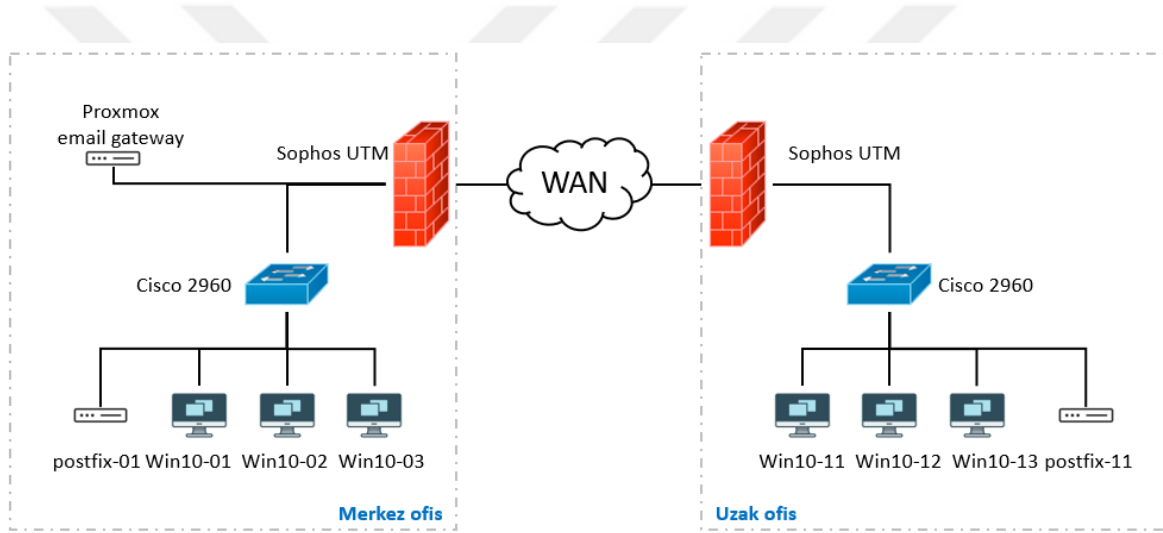 Proxmox
email gateway
Sophos UTM
WAN
Sophos UTM
Cisco 2960
Cisco 2960
postfix-01 Win10-01 Win10-02 Win10-03
Win10-11 Win10-12 Win10-13 postfix-11
Merkez ofis
Uzak ofis